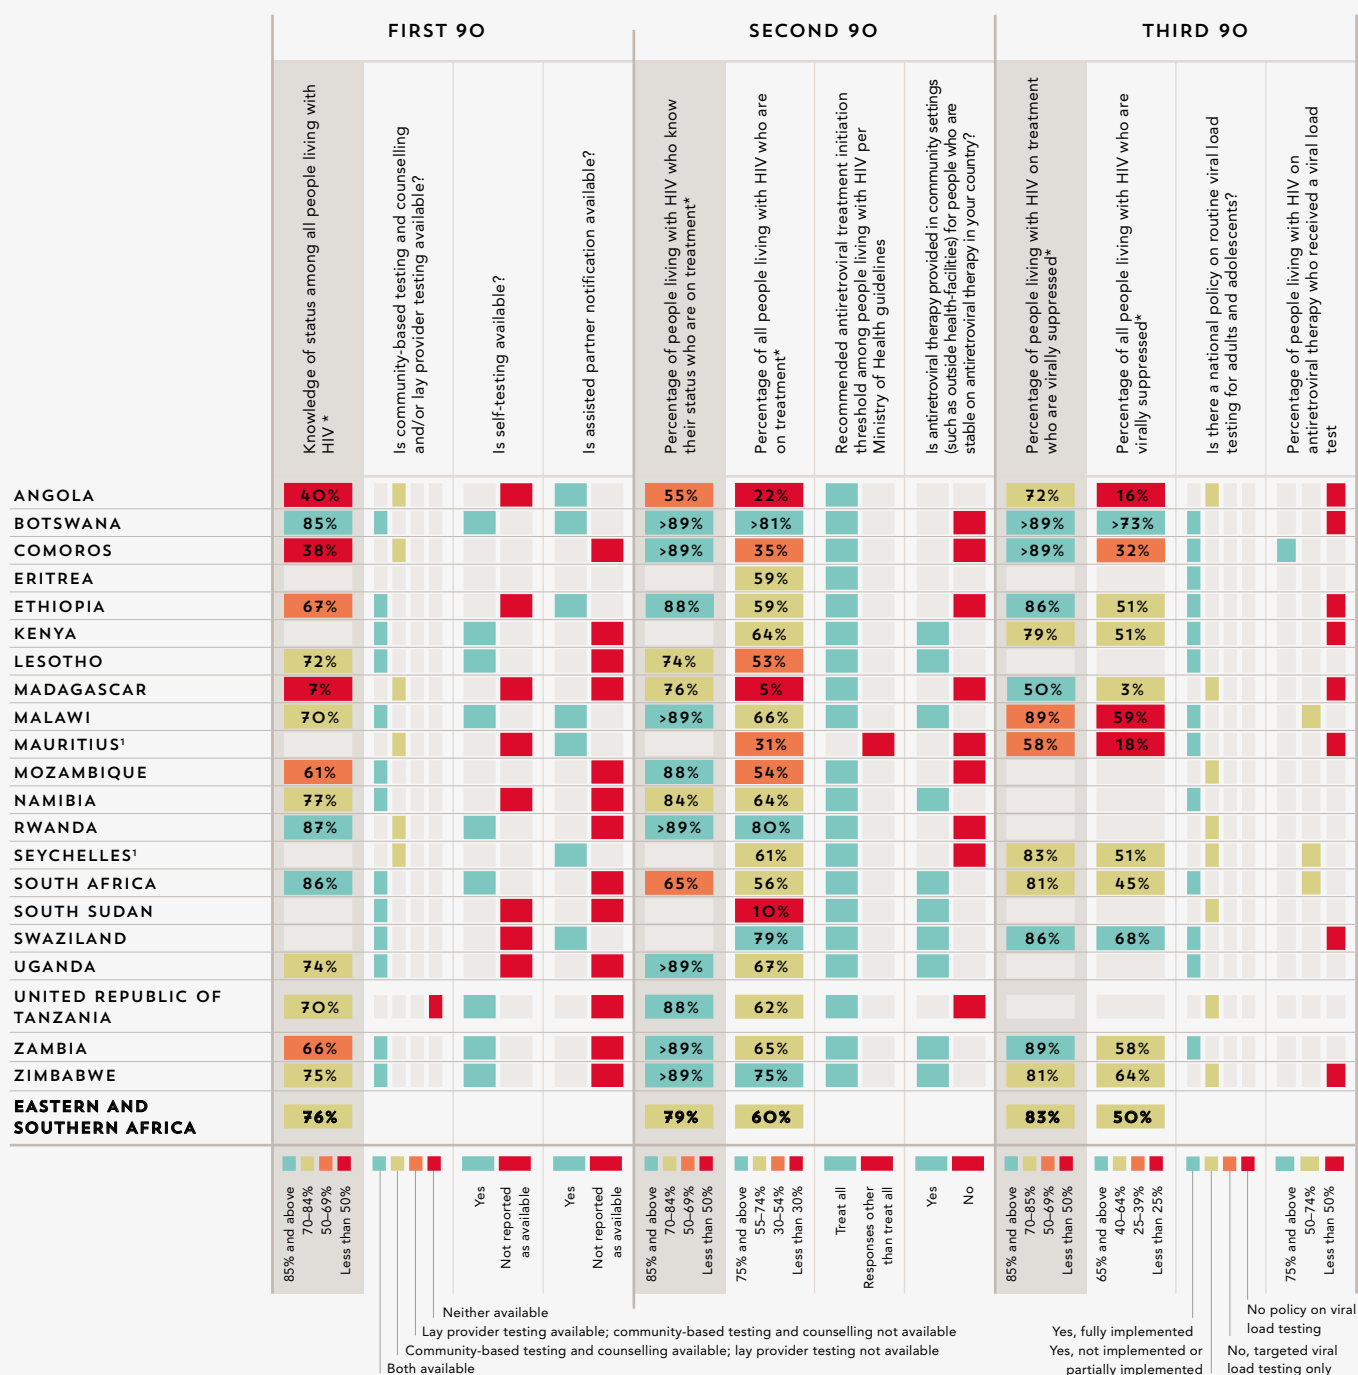 FIRST 90
SECOND 90
THIRD 90
Knowledge of status among all people living with
HIV *
Is community-based testing and counselling
and/or lay provider testing available?
Is self-testing available?
Is assisted partner notification available?
Percentage of people living with HIV who know
their status who are on treatment*
Percentage of all people living with HIV who are
on treatment*
Recommended antiretroviral treatment initiation
threshold among people living with HIV per
Ministry of Health guidelines
Is antiretroviral therapy provided in community settings
(such as outside health-facilities) for people who are
stable on antiretroviral therapy in your country?
Percentage of people living with HIV on treatment
who are virally suppressed*
Percentage of all people living with HIV who are
virally suppressed*
Is there a national policy on routine viral load
testing for adults and adolescents?
Percentage of people living with HIV on
antiretroviral therapy who received a viral load
test
ANGOLA 40% 55% 22% 72% 16%
BOTSWANA 85% >89% >81% >89% >73%
COMOROS 38% >89% 35% >89% 32%
ERITREA 59%
ETHIOPIA 67% 88% 59% 86% 51%
KENYA 64% 79% 51%
LESOTHO 72% 74% 53%
MADAGASCAR 7% 76% 5% 50% 3%
MALAWI 70% >89% 66% 89% 59%
MAURITIUS¹ 31% 58% 18%
MOZAMBIQUE 61% 88% 54%
NAMIBIA 77% 84% 64%
RWANDA 87% >89% 80%
SEYCHELLES¹ 61% 83% 51%
SOUTH AFRICA 86% 65% 56% 81% 45%
SOUTH SUDAN 10%
SWAZILAND 79% 86% 68%
UGANDA 74% >89% 67%
UNITED REPUBLIC OF
TANZANIA 70% 88% 62%
ZAMBIA 66% >89% 65% 89% 58%
ZIMBABWE 75% >89% 75% 81% 64%
EASTERN AND
SOUTHERN AFRICA 76% 79% 60% 83% 50%
85% and above
70–84%
50–69%
Less than 50%
Yes
Not reported
as available
Yes
Not reported
as available
85% and above
70–84%
50–69%
Less than 50%
75% and above
55–74%
30–54%
Less than 30%
Treat all
Responses other
than treat all
Yes
No
85% and above
70–85%
50–69%
Less than 50%
65% and above
40–64%
25–39%
Less than 25%
75% and above
50–74%
Less than 50%
Neither available
Lay provider testing available; community-based testing and counselling not available
Community-based testing and counselling available; lay provider testing not available
Both available
Yes, fully implemented
Yes, not implemented or
partially implemented
No policy on viral
load testing
No, targeted viral
load testing only